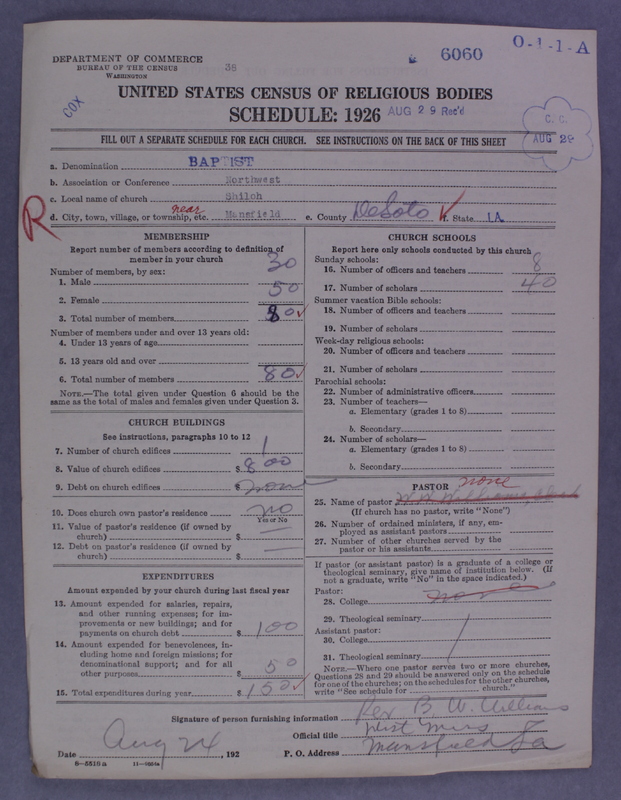 DEPARTMENT OF COMMERCE
BUREAU OF THE CENSUS
WASHINGTON
38
6060
O-1-1-A
COX
UNITED STATES CENSUS OF RELIGIOUS BODIES
SCHEDULE: 1926
AUG 29 Rec'd
C. C.
AUG 29
FILL OUT A SEPARATE SCHEDULE FOR EACH CHURCH. SEE INSTRUCTIONS ON THE BACK OF THIS SHEET
a. Denomination BAPTIST
b. Association or Conference Northwest
c. Local name of church Shiloh
R
d. City, town, village, or township, etc. near Mansfield e. County DeSoto f. State LA.
MEMBERSHIP
Report number of members according to definition of member in your church
Number of members, by sex:
1. Male 30
2. Female 50
3. Total number of members 80
Number of members under and over 13 years old:
4. Under 13 years of age
5. 13 years old and over
6. Total number of members 80
NOTE.—The total given under Question 6 should be
same as the total of males and females given under Question 3.
CHURCH BUILDINGS
See instructions, paragraphs 10 to 12
7. Number of church edifices 1
8. Value of church edifices $ 800
9. Debt on church edifices $ none
10. Does church own pastor's residence? no
Yes or No
11. Value of pastor's residence (if owned by
church) $
12. Debt on pastor's residence (if owned by
church) $
EXPENDITURES
Amount expended by your church during last fiscal year
13. Amount expended for salaries, repairs,
and other running expenses; for im-
provements or new buildings; and for
payments on church debt $ 100
14. Amount expended for benevolences, in-
cluding home and foreign missions; for
denominational support; and for all
other purposes $ 50
15. Total expenditures during year $ 150
CHURCH SCHOOLS
Report here only schools conducted by this church
Sunday schools:
16. Number of officers and teachers 8
17. Number of scholars 40
Summer vacation Bible schools:
18. Number of officers and teachers
19. Number of scholars
Week-day religious schools:
20. Number of officers and teachers
21. Number of scholars
Parochial schools:
22. Number of administrative officers
23. Number of teachers—
a. Elementary (grades 1 to 8)
b. Secondary
24. Number of scholars—
a. Elementary (grades 1 to 8)
b. Secondary
PASTOR none
25. Name of pastor Williams
(If church has no pastor, write "None")
26. Number of ordained ministers, if any, em-
ployed as assistant pastors
27. Number of other churches served by the
pastor or his assistants
If pastor (or assistant pastor) is a graduate of a college or
theological seminary, give name of institution below. (If
not a graduate, write "No" in the space indicated.)
Pastor:
28. College none
29. Theological seminary
Assistant pastor:
30. College
31. Theological seminary
NOTE.—Where one pastor serves two or more churches,
Questions 28 and 29 should be answered only on the schedule
for one of the churches; on the schedules for the other churches,
write "See schedule for church."
Signature of person furnishing information Rev B. W. Williams
Official title Dist Miss
Date Aug 24, 192 P. O. Address Mansfield La
8-5510 a